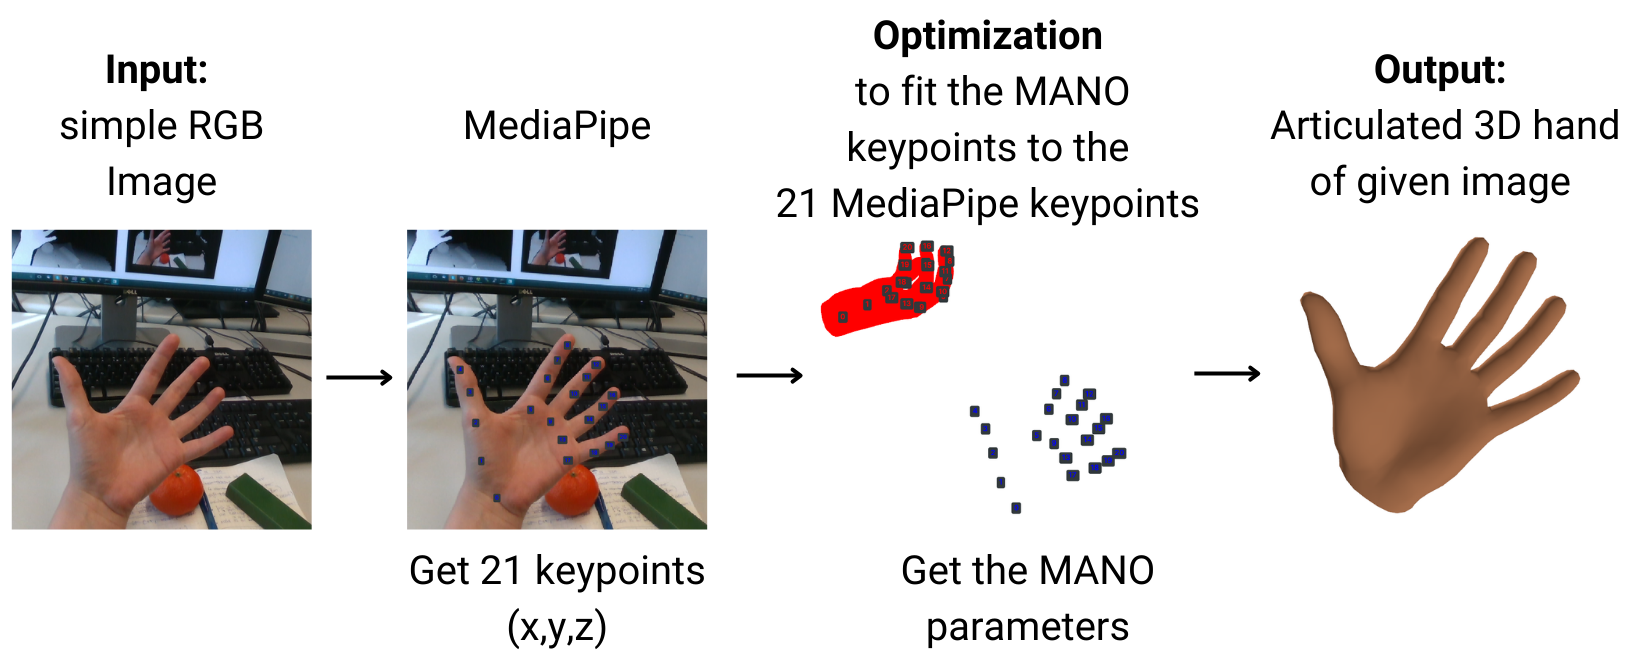 Input:
simple RGB
Image
MediaPipe
Get 21 keypoints
(x,y,z)
Optimization
to fit the MANO
keypoints to the
21 MediaPipe keypoints
Get the MANO
parameters
Output:
Articulated 3D hand
of given image
DELL